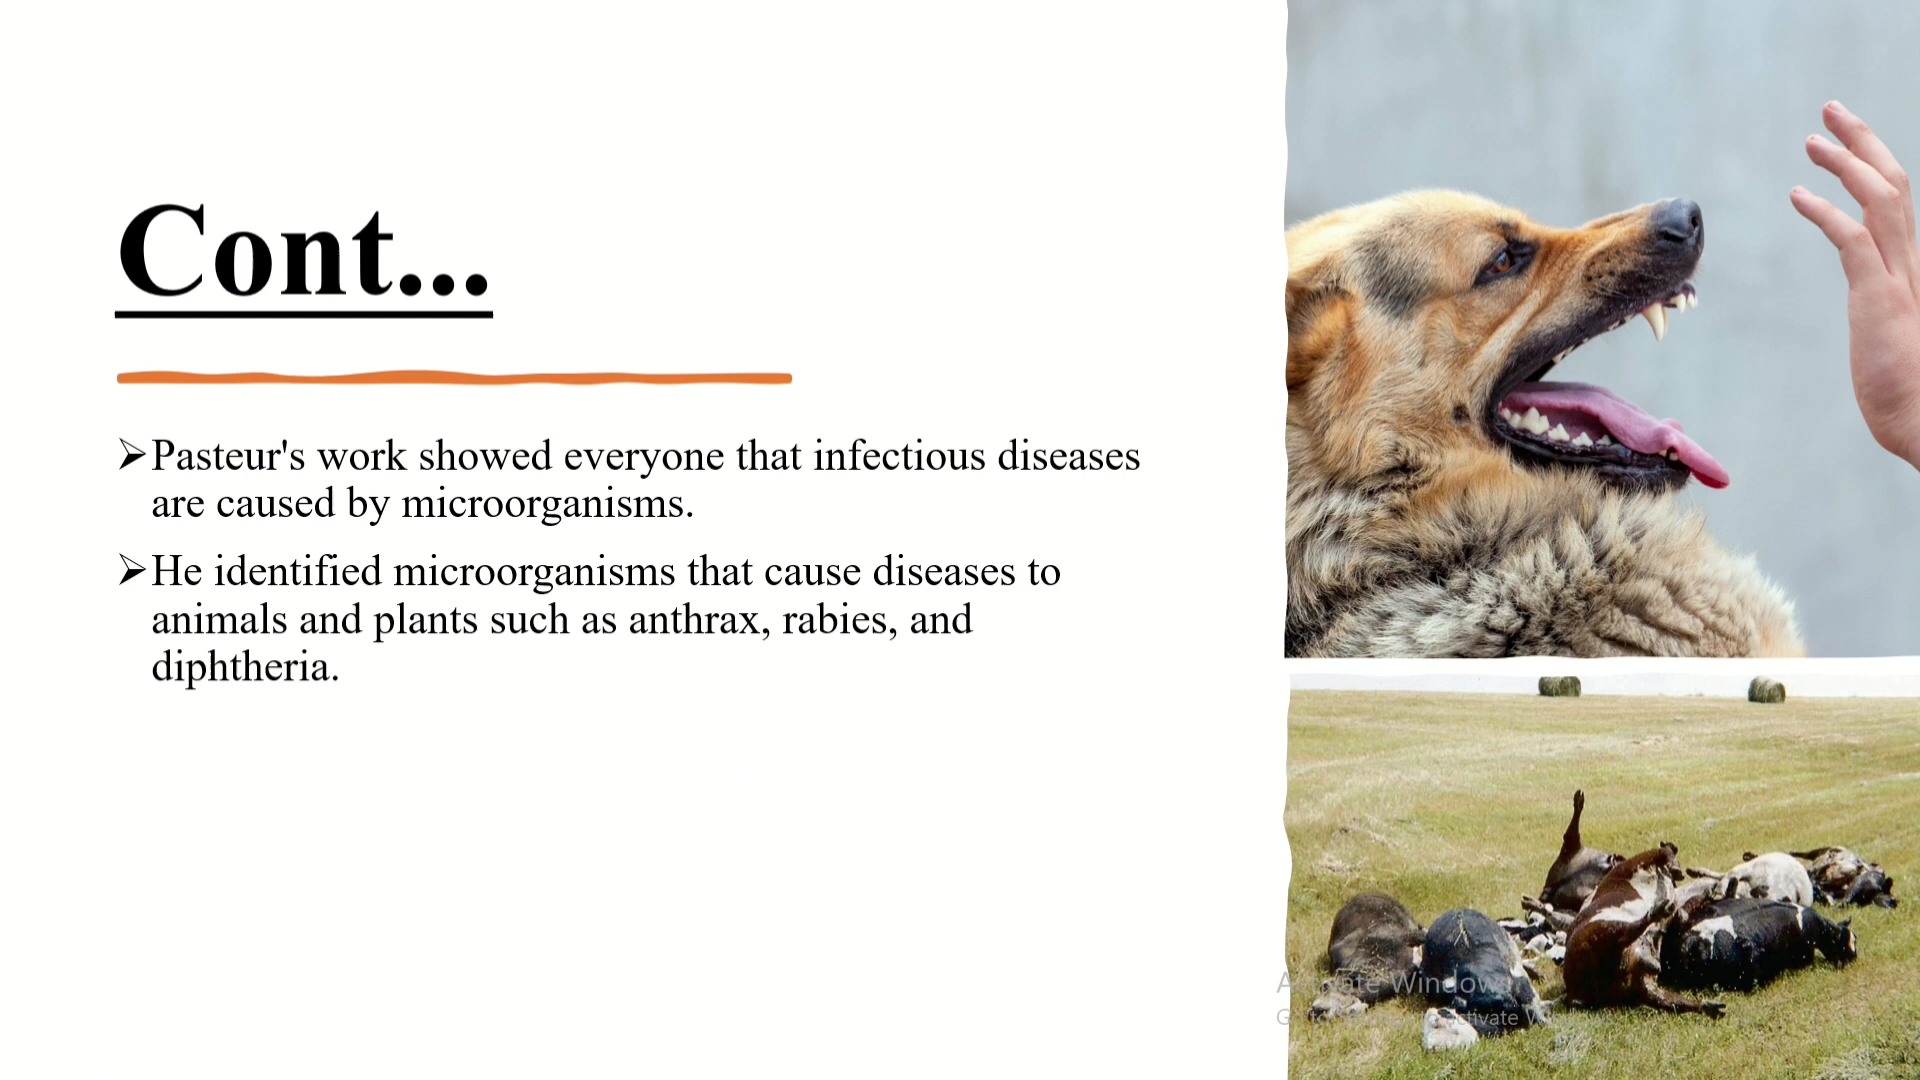 Cont...
➢Pasteur's work showed everyone that infectious diseases
are caused by microorganisms.
➢He identified microorganisms that cause diseases to
animals and plants such as anthrax, rabies, and
diphtheria.
Activate Windows